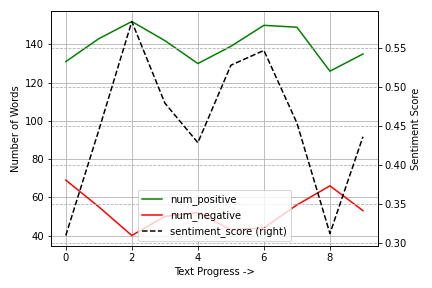 140
120
100
80
60
40
Number of Words
0.55
0.50
0.45
0.40
0.35
0.30
Sentiment Score
num_positive
num_negative
sentiment_score (right)
0 2 4 6 8
Text Progress ->